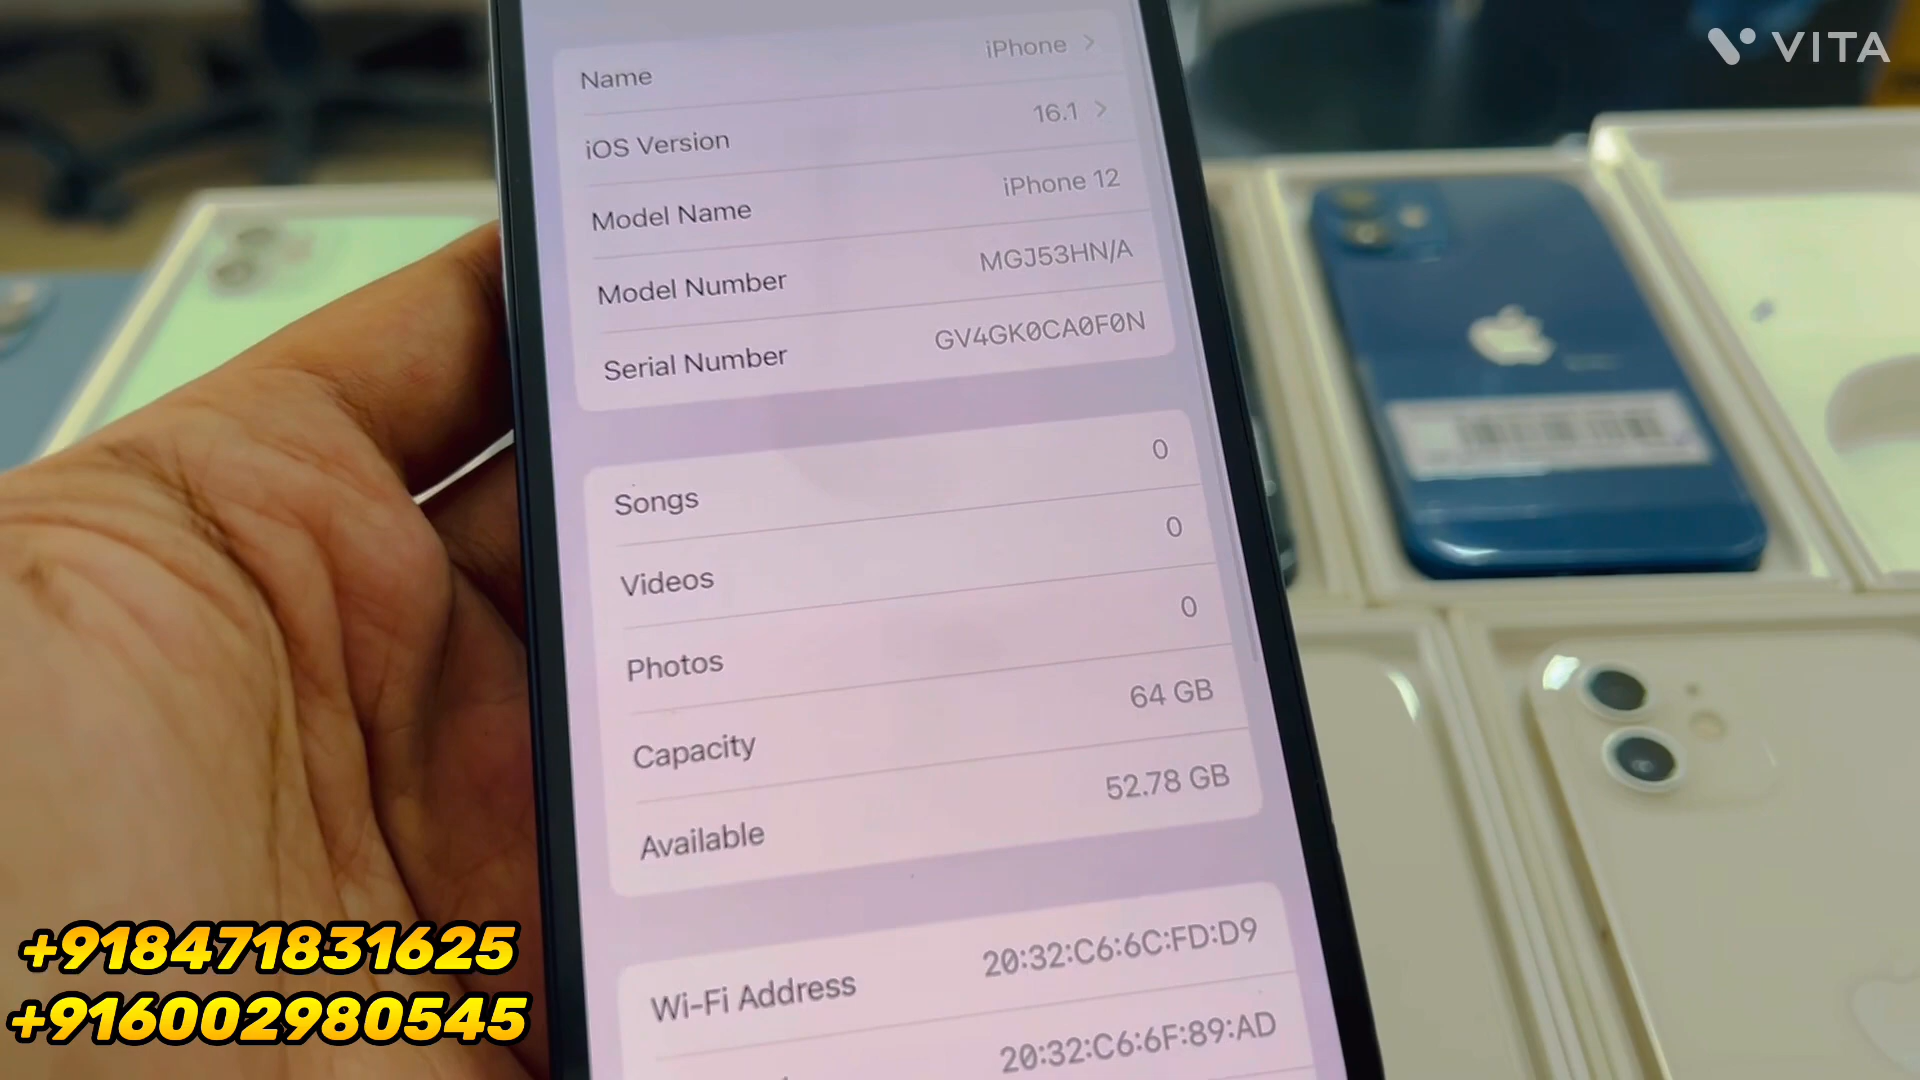 VITA
Name iPhone
iOS Version 16.1
Model Name iPhone 12
Model Number MGJ53HN/A
Serial Number GV4GK0CA0F0N
Songs 0
Videos 0
Photos 0
Capacity 64 GB
Available 52.78 GB
Wi-Fi Address 20:32:C6:6C:FD:D9
20:32:C6:6F:89:AD
+918471831625
+916002980545